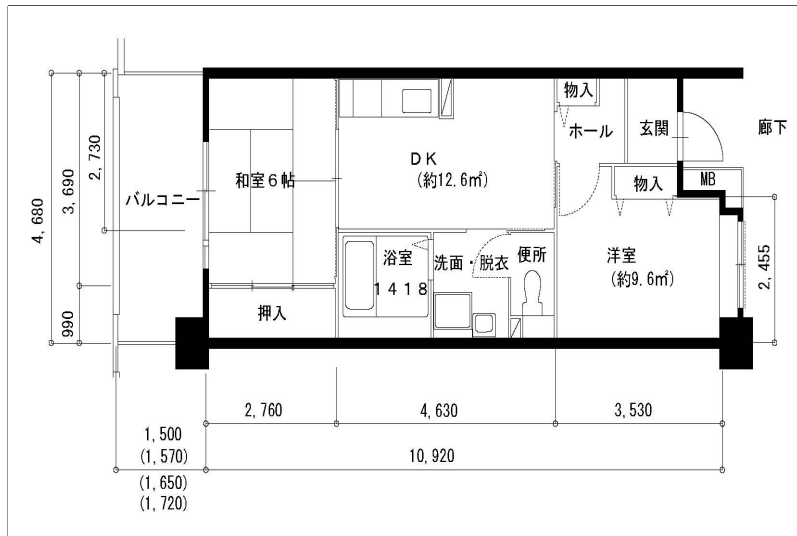 物入
ホール
玄関
廊下
DK
(約12.6㎡)
和室6帖
バルコニー
物入
MB
浴室
1418
洗面・脱衣
便所
洋室
(約9.6㎡)
押入
2,730
3,690
4,680
990
2,455
2,760
4,630
3,530
1,500
(1,570)
10,920
(1,650)
(1,720)